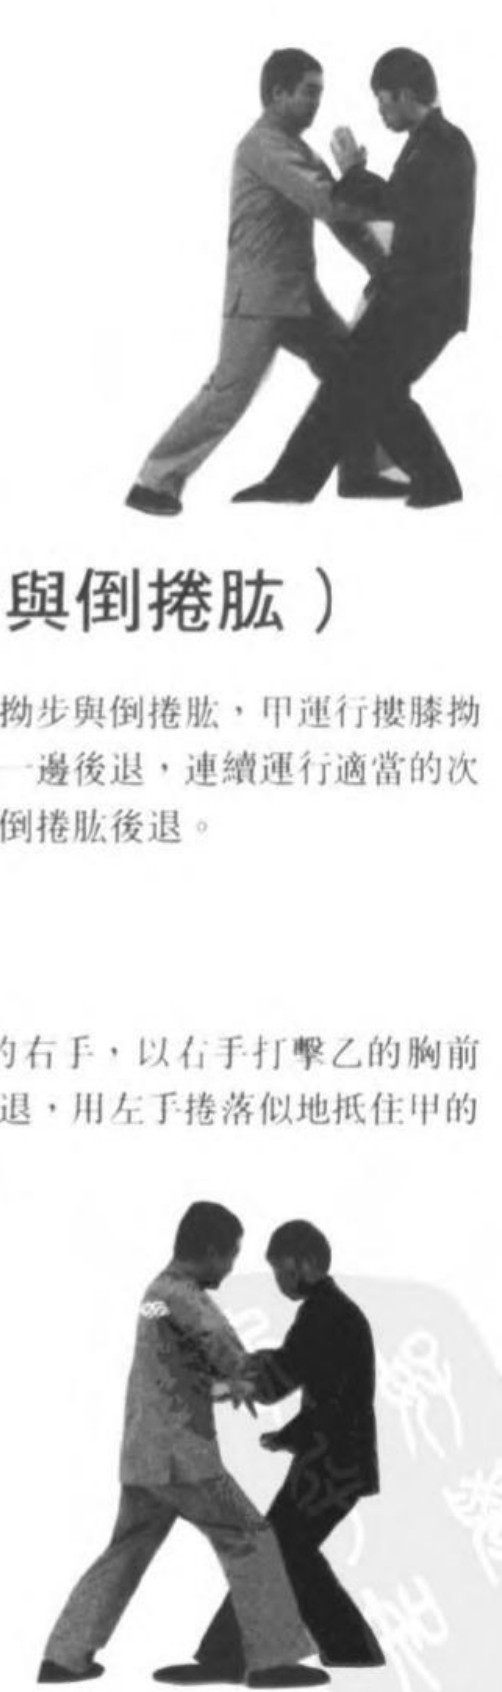 與倒捲肱）
拗步與倒捲肱，甲運行摟膝拗
一邊後退，連續運行適當的次
倒捲肱後退。
的右手，以右手打擊乙的胸前
退，用左手捲落似地抵住甲的